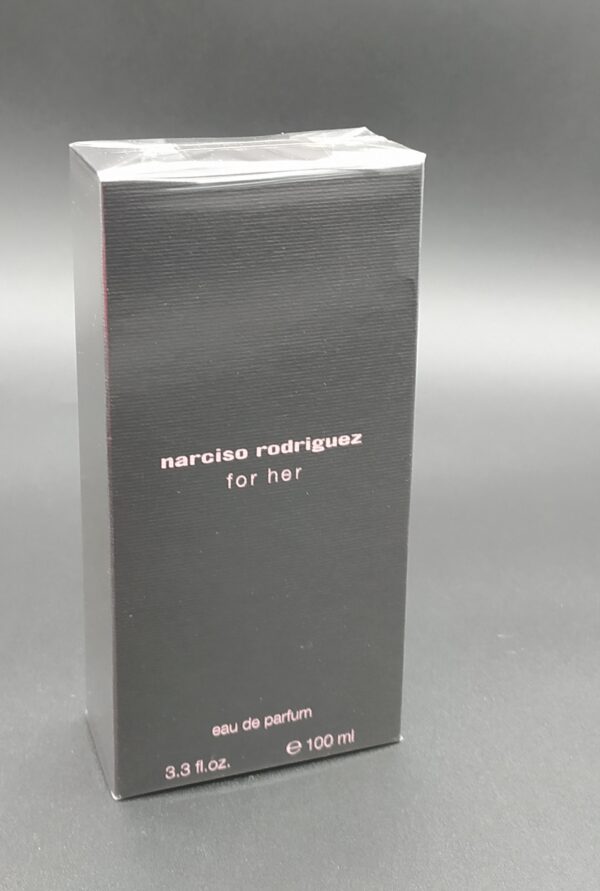 narciso rodriguez
for her
eau de parfum
3.3 fl.oz. ℮ 100 ml